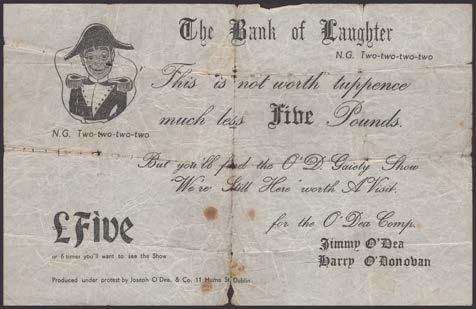 The Bank of Laughter
N.G. Two-two-two-two
This is not worth tuppence
much less Five Pounds.
N.G. Two-two-two-two
But you'll find the O'D. Gaiety Show
'We're Still Here' worth A Visit.
£Five
or 6 times you'll want to see the Show
for the O'Dea Comp.
Jimmy O'Dea
Harry O'Donovan
Produced under protest by Joseph O'Dea, & Co. 11 Hume St. Dublin.